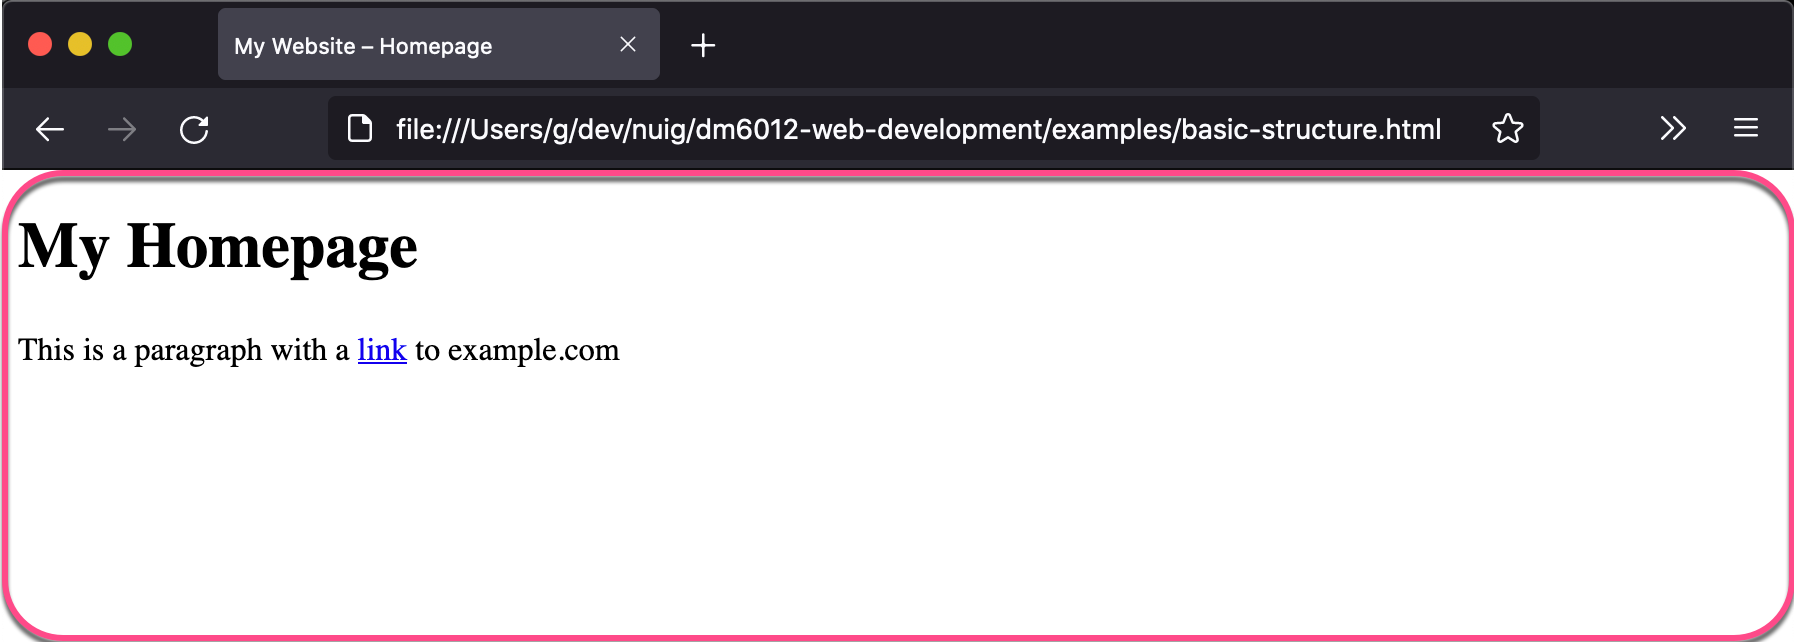 My Website – Homepage
file:///Users/g/dev/nuig/dm6012-web-development/examples/basic-structure.html
My Homepage
This is a paragraph with a link to example.com